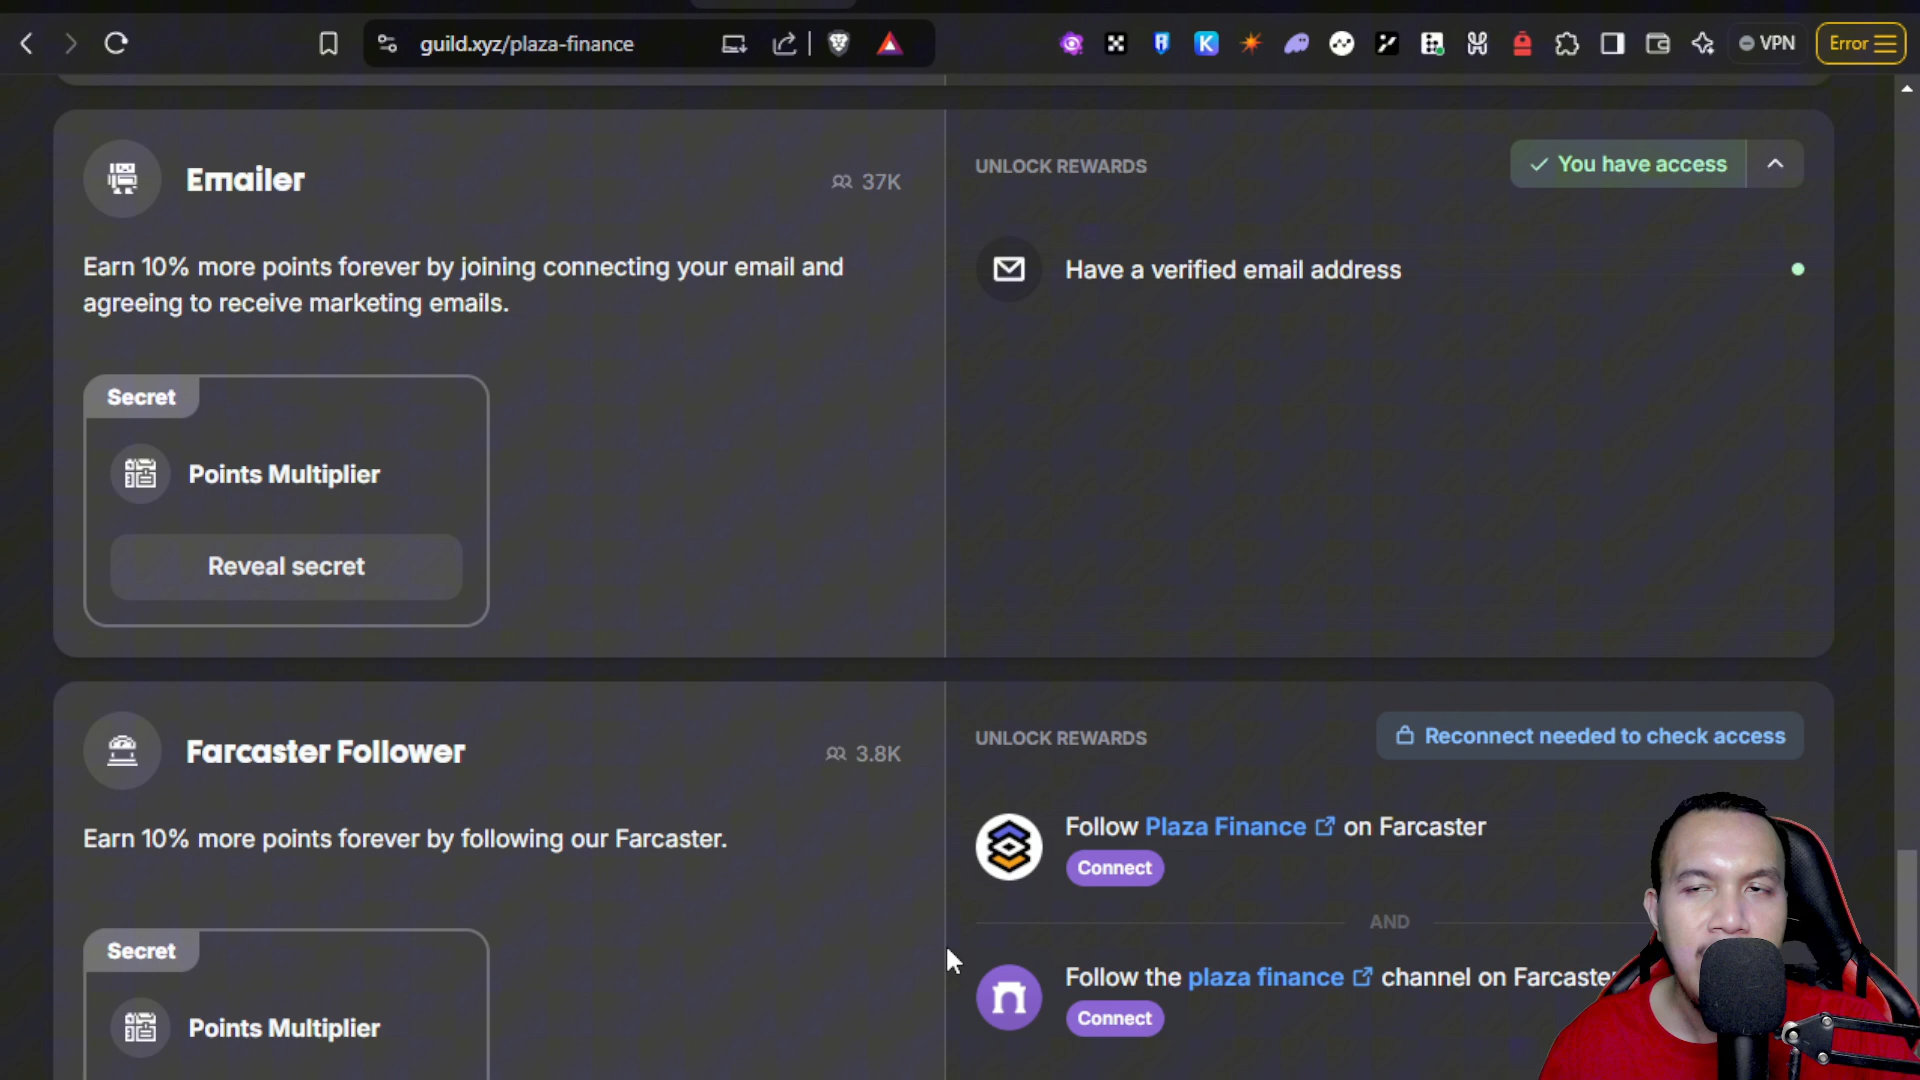 guild.xyz/plaza-finance
VPN
Error
Emailer
37K
UNLOCK REWARDS
You have access
Earn 10% more points forever by joining connecting your email and
agreeing to receive marketing emails.
Have a verified email address
Secret
Points Multiplier
Reveal secret
Farcaster Follower
3.8K
UNLOCK REWARDS
Reconnect needed to check access
Earn 10% more points forever by following our Farcaster.
Follow Plaza Finance on Farcaster
Connect
AND
Follow the plaza finance channel on Farcaster
Connect
Secret
Points Multiplier